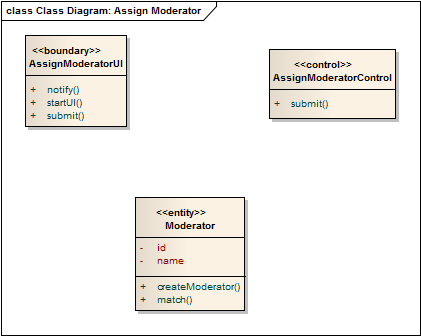 class Class Diagram: Assign Moderator
<<boundary>>
AssignModeratorUI
+ notify()
+ startUI()
+ submit()
<<control>>
AssignModeratorControl
+ submit()
<<entity>>
Moderator
- id
- name
+ createModerator()
+ match()